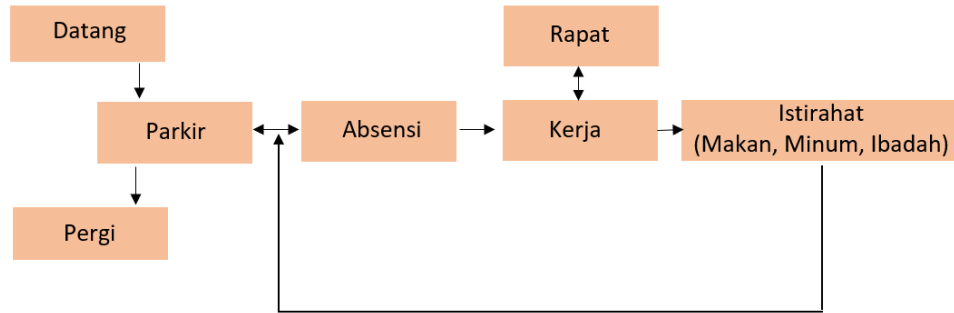 Datang
Rapat
Parkir
Absensi
Kerja
Istirahat
(Makan, Minum, Ibadah)
Pergi